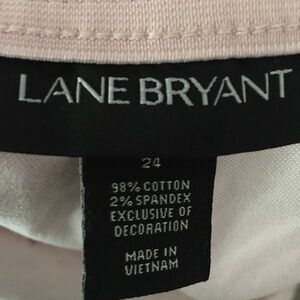 LANE BRYANT
24
98% COTTON
2% SPANDEX
EXCLUSIVE OF
DECORATION
MADE IN
VIETNAM